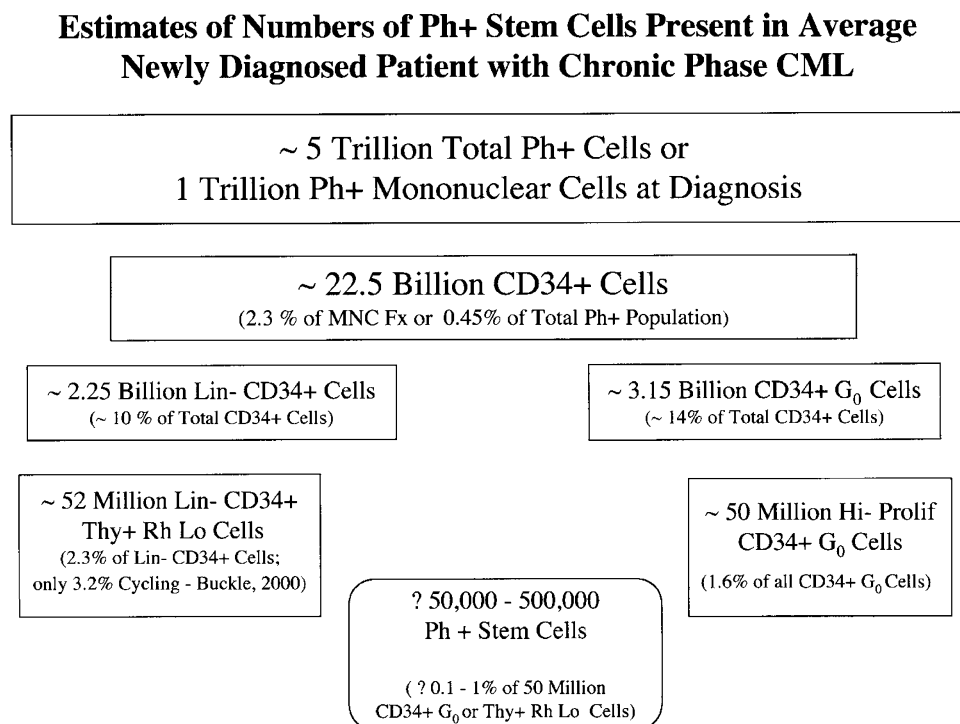 Estimates of Numbers of Ph+ Stem Cells Present in Average
Newly Diagnosed Patient with Chronic Phase CML
~ 5 Trillion Total Ph+ Cells or
1 Trillion Ph+ Mononuclear Cells at Diagnosis
~ 22.5 Billion CD34+ Cells
(2.3 % of MNC Fx or 0.45% of Total Ph+ Population)
~ 2.25 Billion Lin- CD34+ Cells
(~ 10 % of Total CD34+ Cells)
~ 3.15 Billion CD34+ G₀ Cells
(~ 14% of Total CD34+ Cells)
~ 52 Million Lin- CD34+
Thy+ Rh Lo Cells
(2.3% of Lin- CD34+ Cells;
only 3.2% Cycling - Buckle, 2000)
~ 50 Million Hi- Prolif
CD34+ G₀ Cells
(1.6% of all CD34+ G₀ Cells)
? 50,000 - 500,000
Ph + Stem Cells
( ? 0.1 - 1% of 50 Million
CD34+ G₀ or Thy+ Rh Lo Cells)